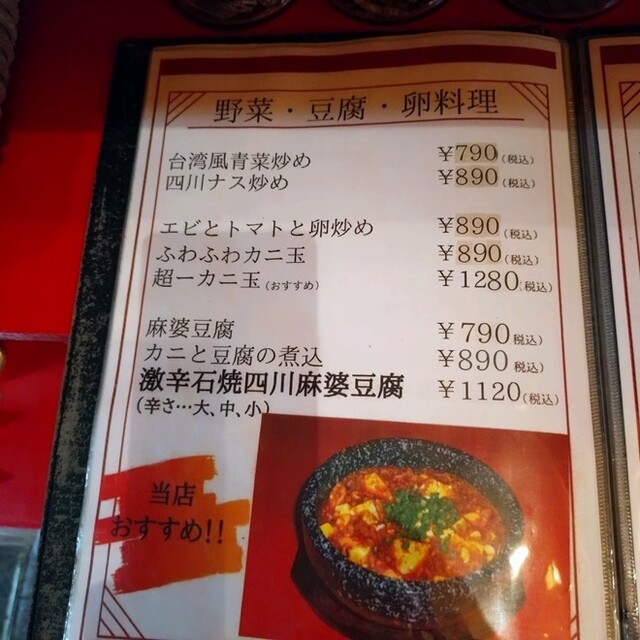 野菜・豆腐・卵料理
台湾風青菜炒め ¥790(税込)
四川ナス炒め ¥890(税込)
エビとトマトと卵炒め ¥890(税込)
ふわふわカニ玉 ¥890(税込)
超一カニ玉(おすすめ) ¥1280(税込)
麻婆豆腐 ¥790(税込)
カニと豆腐の煮込 ¥890(税込)
激辛石焼四川麻婆豆腐 ¥1120(税込)
(辛さ…大、中、小)
当店
おすすめ!!